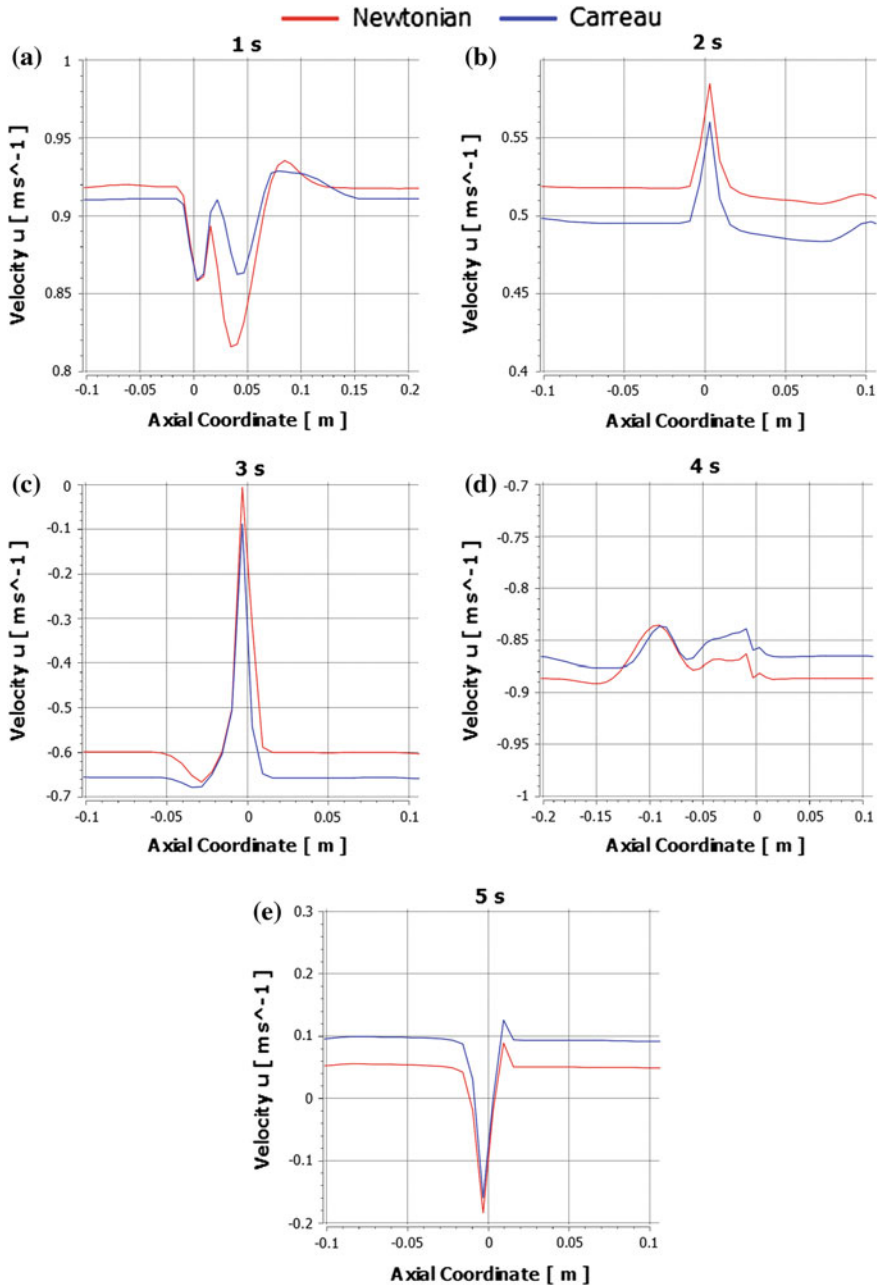 Newtonian Carreau
(a) 1 s
1
0.95
0.9
0.85
0.8
Velocity u [ m s^-1 ]
-0.1 -0.05 0 0.05 0.1 0.15 0.2
Axial Coordinate [ m ]
(b) 2 s
0.55
0.5
0.45
0.4
Velocity u [ m s^-1 ]
-0.1 -0.05 0 0.05 0.1
Axial Coordinate [ m ]
(c) 3 s
0
-0.1
-0.2
-0.3
-0.4
-0.5
-0.6
-0.7
Velocity u [ m s^-1 ]
-0.1 -0.05 0 0.05 0.1
Axial Coordinate [ m ]
(d) 4 s
-0.7
-0.75
-0.8
-0.85
-0.9
-0.95
-1
Velocity u [ m s^-1 ]
-0.2 -0.15 -0.1 -0.05 0 0.05 0.1
Axial Coordinate [ m ]
(e) 5 s
0.3
0.2
0.1
0
-0.1
-0.2
Velocity u [ m s^-1 ]
-0.1 -0.05 0 0.05 0.1
Axial Coordinate [ m ]